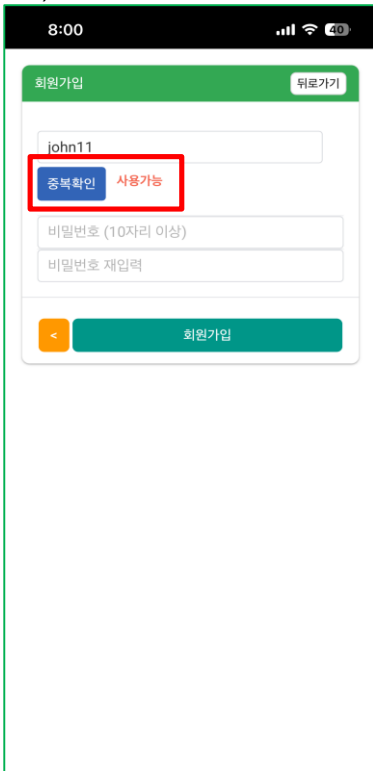 8:00 40
회원가입 뒤로가기
john11
중복확인 사용가능
비밀번호 (10자리 이상)
비밀번호 재입력
< 회원가입